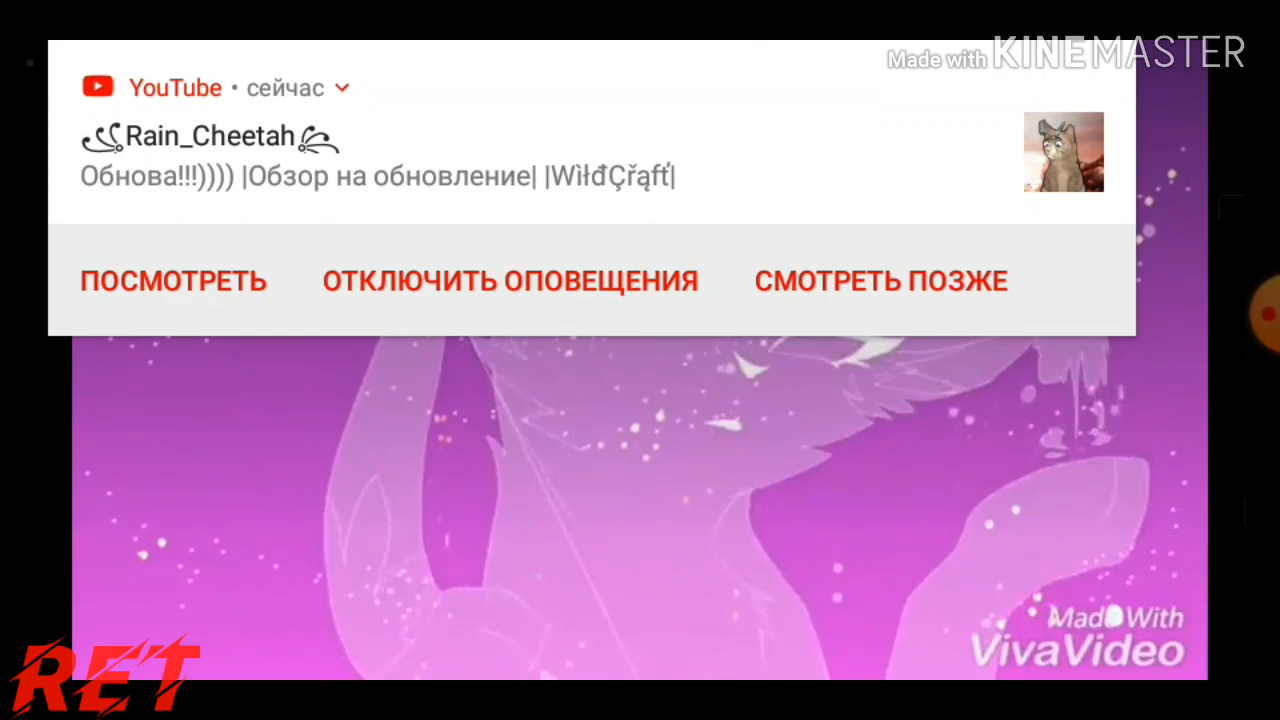 Made with KINEMASTER
YouTube • сейчас
Rain_Cheetah
Обнова!!!)))) |Обзор на обновление| |WìłđÇřąfť|
ПОСМОТРЕТЬ ОТКЛЮЧИТЬ ОПОВЕЩЕНИЯ СМОТРЕТЬ ПОЗЖЕ
Made With
VivaVideo
RET